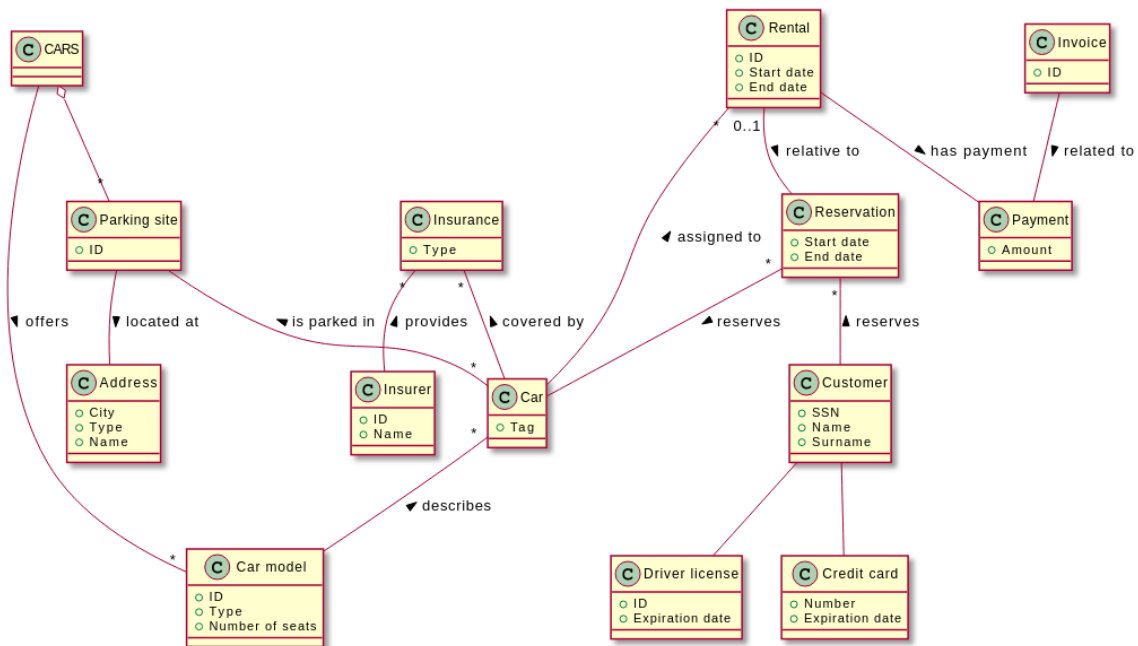 C Rental
ID
Start date
End date
C Invoice
ID
C CARS
* 0..1
relative to
has payment
related to
*
C Parking site
ID
C Insurance
Type
C Reservation
Start date
End date
C Payment
Amount
assigned to
*
*
*
*
offers
located at
is parked in
provides
covered by
reserves
reserves
*
C Address
City
Type
Name
C Insurer
ID
Name
C Car
Tag
C Customer
SSN
Name
Surname
*
describes
*
C Car model
ID
Type
Number of seats
C Driver license
ID
Expiration date
C Credit card
Number
Expiration date